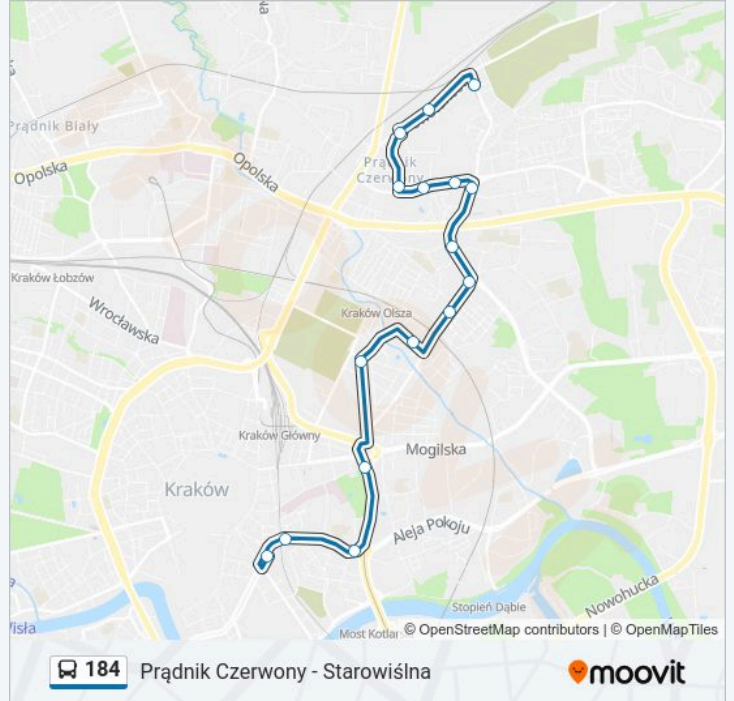 Na
Prądnik Biały
Opolska
Opolska
Prądnik
Czerwony
Kraków Łobzów
Wrocławska
Kraków Olsza
Kraków Główny
Mogilska
Kraków
Aleja Pokoju
Nowohucka
Stopień Dąbie
Wisła
Most Kotlar
© OpenStreetMap contributors | © OpenMapTiles
184 Prądnik Czerwony - Starowiślna
moovit